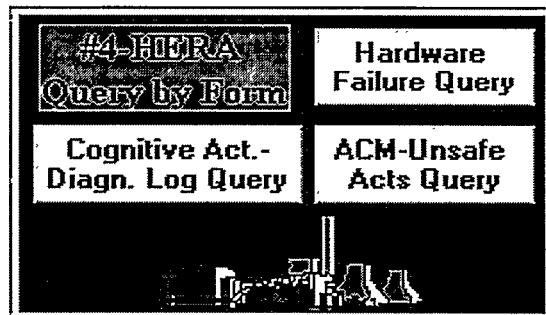 #4-HERA
Query by Form
Hardware
Failure Query
Cognitive Act.-
Diagn. Log Query
ACM-Unsafe
Acts Query